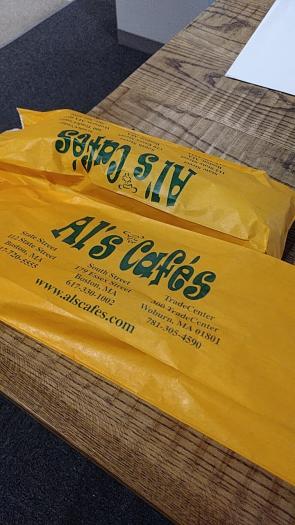 Al's Cafés
Al's Cafés
State Street
112 State Street
Boston, MA
617-720-5555
South Street
179 Essex Street
Boston, MA
617-330-1002
TradeCenter
300 TradeCenter
Woburn, MA 01801
781-305-4590
www.alscafes.com